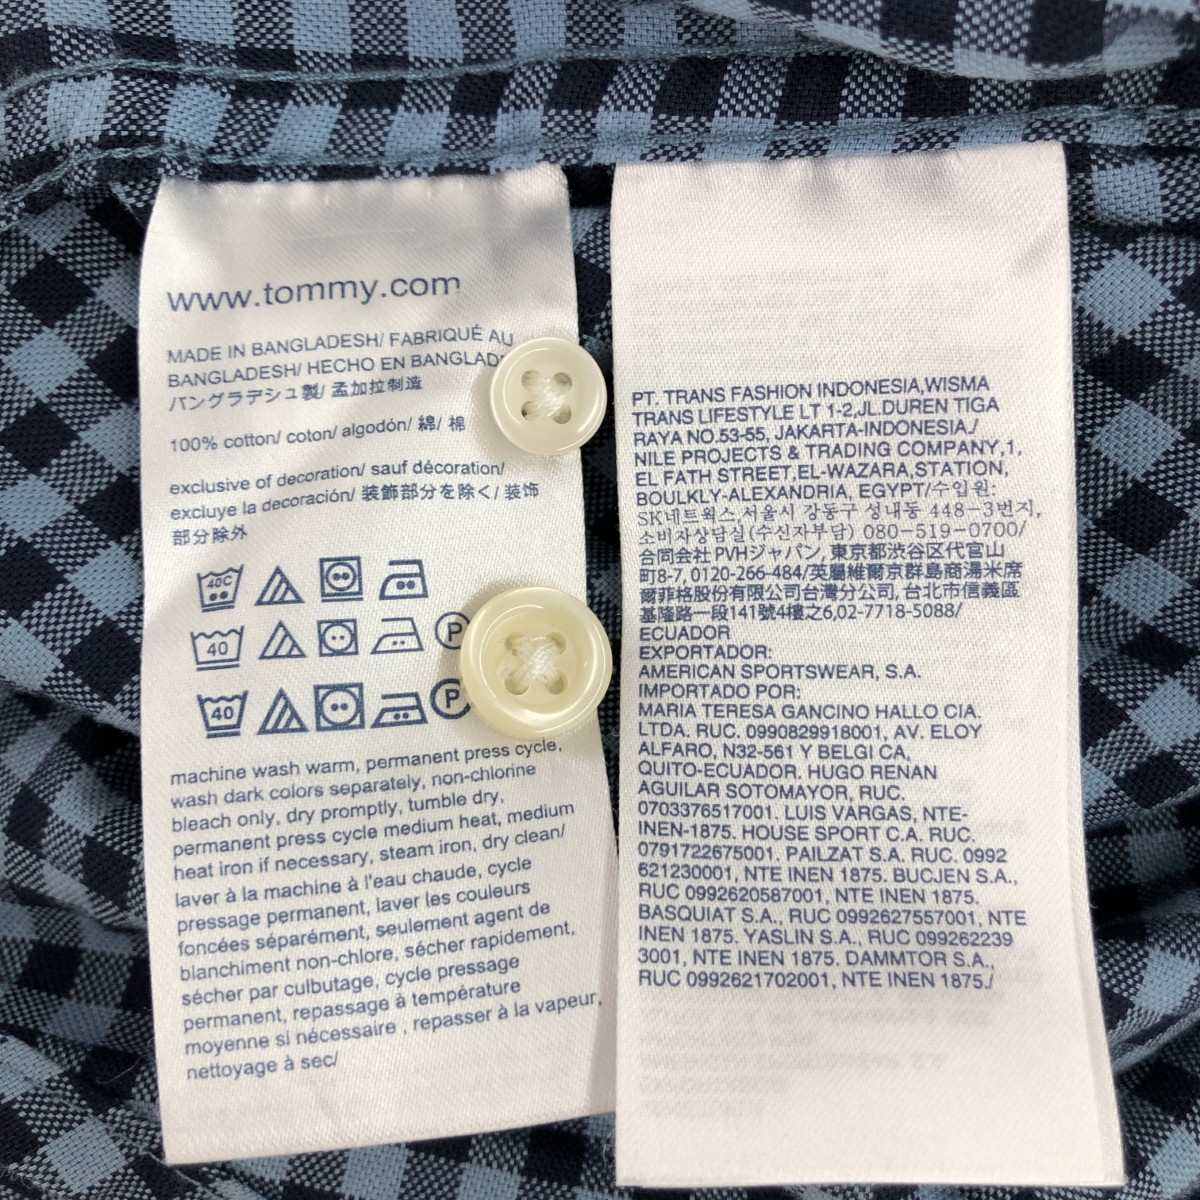 www.tommy.com
MADE IN BANGLADESH/ FABRIQUÉ AU
BANGLADESH/ HECHO EN
バングラデシュ製/ 孟加拉制造
100% cotton/ coton/ algodón/ 綿/ 棉
exclusive of decoration/ sauf décoration/
excluye la decoración/ 装飾部分を除く/ 装饰
部分除外
40C
40 P
40 P
machine wash warm, permanent press cycle,
wash dark colors separately, non-chlorine
bleach only, dry promptly, tumble dry,
permanent press cycle medium heat, medium
heat iron if necessary, steam iron, dry clean/
laver à la machine à l'eau chaude, cycle
pressage permanent, laver les couleurs
foncées séparément, seulement agent de
blanchiment non-chlore, sécher rapidement,
sécher par culbutage, cycle pressage
permanent, repassage à température
moyenne si nécessaire , repasser à la vapeur,
nettoyage à sec/
PT. TRANS FASHION INDONESIA,WISMA
TRANS LIFESTYLE LT 1-2,JL.DUREN TIGA
RAYA NO.53-55, JAKARTA-INDONESIA./
NILE PROJECTS & TRADING COMPANY,1,
EL FATH STREET,EL-WAZARA,STATION,
BOULKLY-ALEXANDRIA, EGYPT/수입원:
SK네트웍스 서울시 강동구 성내동 448-3번지,
소비자상담실(수신자부담) 080-519-0700/
合同会社PVHジャパン, 東京都渋谷区代官山
町8-7, 0120-266-484/英屬維爾京群島商湯米席
爾菲格股份有限公司台灣分公司, 台北市信義區
基隆路一段141號4樓之6,02-7718-5088/
ECUADOR
EXPORTADOR:
AMERICAN SPORTSWEAR, S.A.
IMPORTADO POR:
MARIA TERESA GANCINO HALLO CIA.
LTDA. RUC. 0990829918001, AV. ELOY
ALFARO, N32-561 Y BELGI CA,
QUITO-ECUADOR. HUGO RENAN
AGUILAR SOTOMAYOR, RUC.
0703376517001. LUIS VARGAS, NTE-
INEN-1875. HOUSE SPORT C.A. RUC.
0791722675001. PAILZAT S.A. RUC. 0992
621230001, NTE INEN 1875. BUCJEN S.A.,
RUC 0992620587001, NTE INEN 1875.
BASQUIAT S.A., RUC 0992627557001, NTE
INEN 1875. YASLIN S.A., RUC 099262239
3001, NTE INEN 1875. DAMMTOR S.A.,
RUC 0992621702001, NTE INEN 1875./